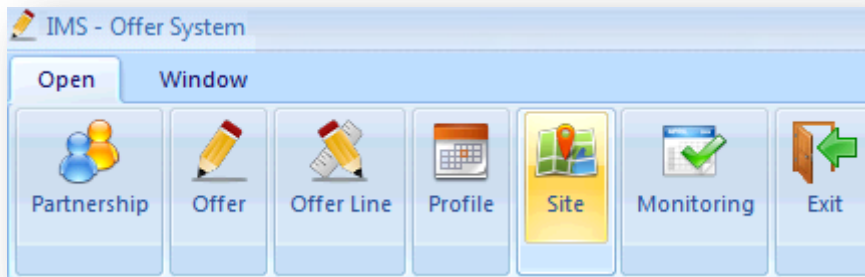 IMS - Offer System
Open Window
Partnership Offer Offer Line Profile Site Monitoring Exit